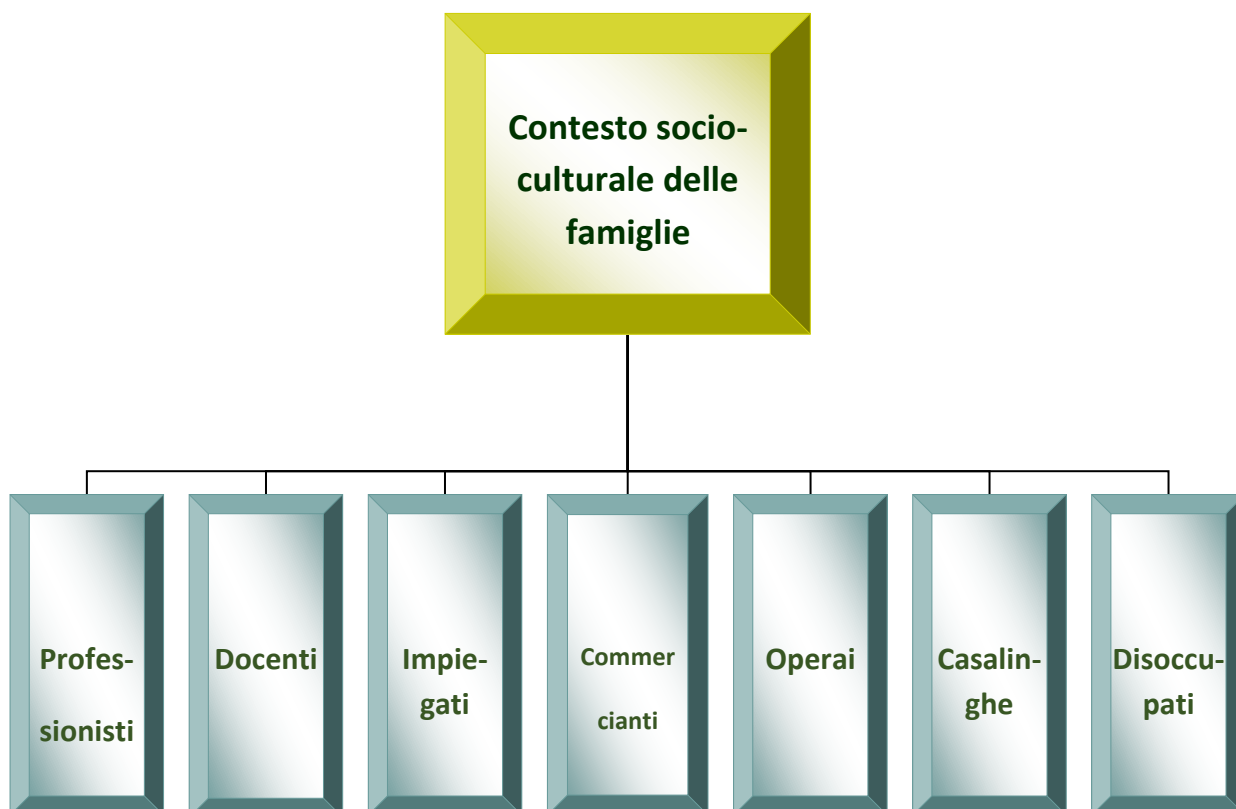 Contesto socio-
culturale delle
famiglie
Profes-
sionisti
Docenti
Impie-
gati
Commer
cianti
Operai
Casalin-
ghe
Disoccu-
pati